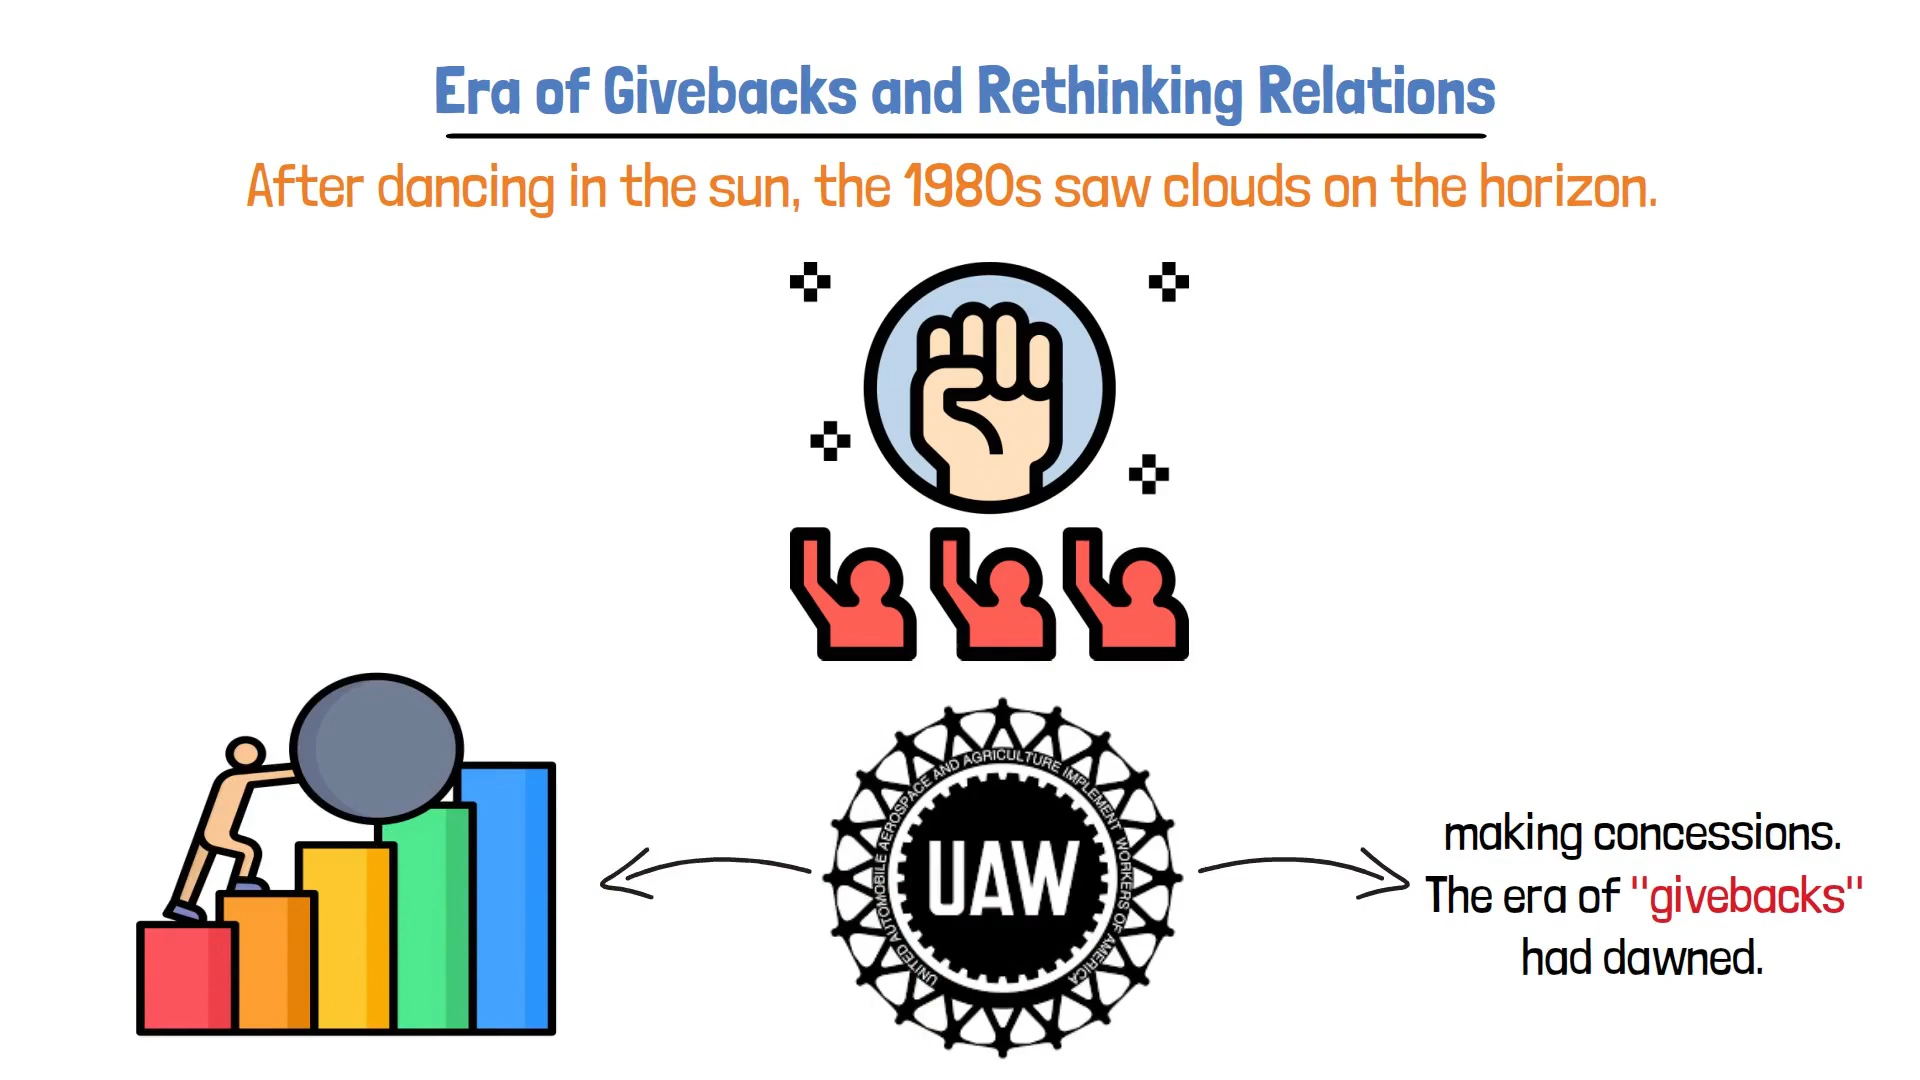 Era of Givebacks and Rethinking Relations
After dancing in the sun, the 1980s saw clouds on the horizon.
UNITED AUTOMOBILE AEROSPACE AND AGRICULTURE IMPLEMENT WORKERS OF AMERICA
UAW
making concessions.
The era of "givebacks"
had dawned.